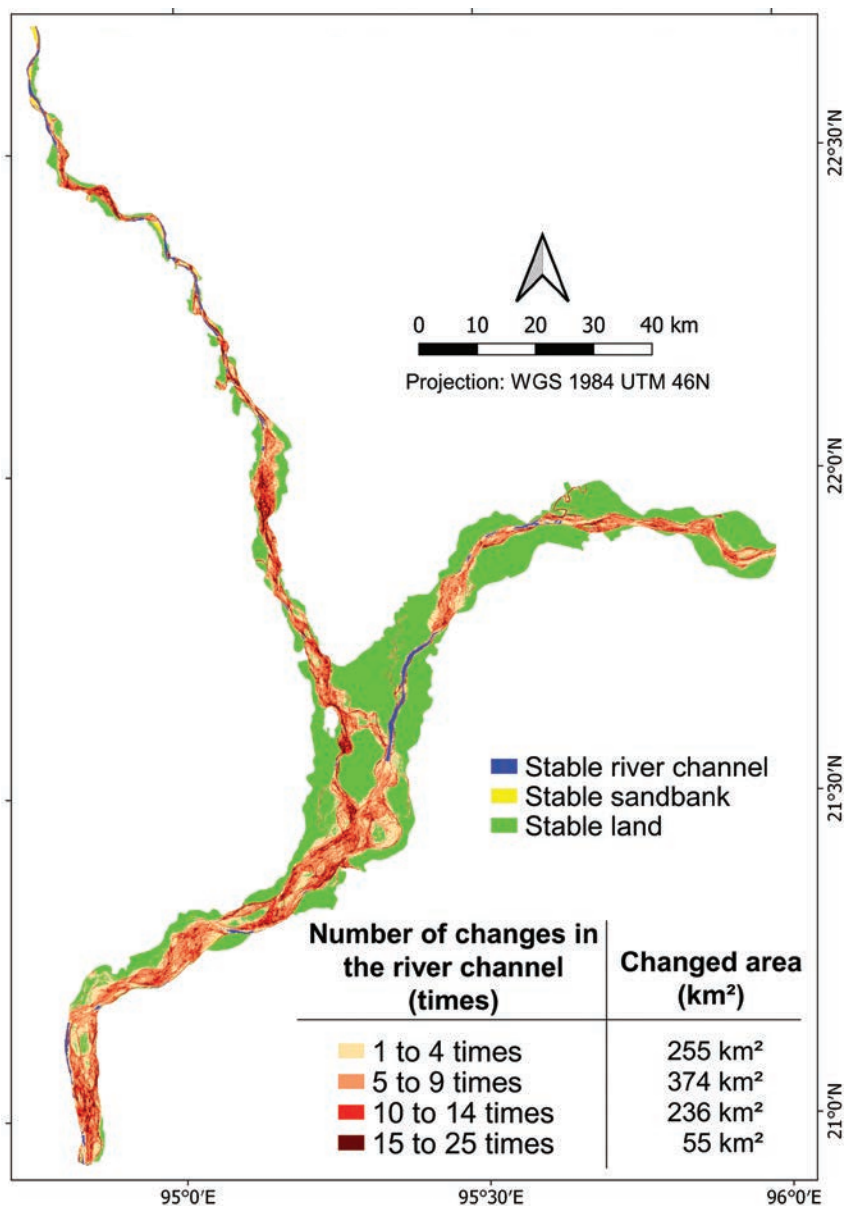 22°30'N
0 10 20 30 40 km
Projection: WGS 1984 UTM 46N
22°0'N
Stable river channel
Stable sandbank
Stable land
21°30'N
Number of changes in the river channel (times)
Changed area (km²)
1 to 4 times 255 km²
5 to 9 times 374 km²
10 to 14 times 236 km²
15 to 25 times 55 km²
21°0'N
95°0'E 95°30'E 96°0'E